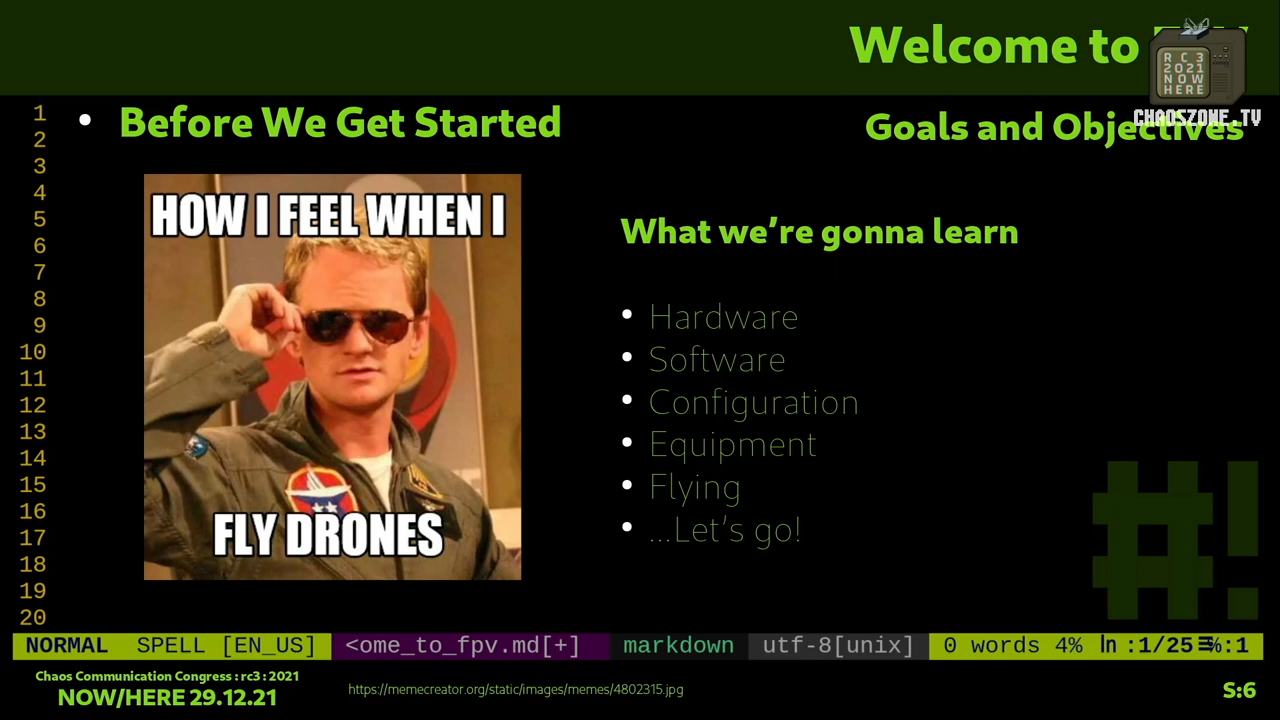 Welcome to
RC3
2021
NOW
HERE
CHAOSZONE.TV
Before We Get Started
Goals and Objectives
HOW I FEEL WHEN I
FLY DRONES
What we're gonna learn
Hardware
Software
Configuration
Equipment
Flying
...Let's go!
1
2
3
4
5
6
7
8
9
10
11
12
13
14
15
16
17
18
19
20
#!
NORMAL SPELL [EN_US] <ome_to_fpv.md[+] markdown utf-8[unix] 0 words 4% ln :1/25≡%:1
Chaos Communication Congress : rc3 : 2021
NOW/HERE 29.12.21
https://memecreator.org/static/images/memes/4802315.jpg
S:6